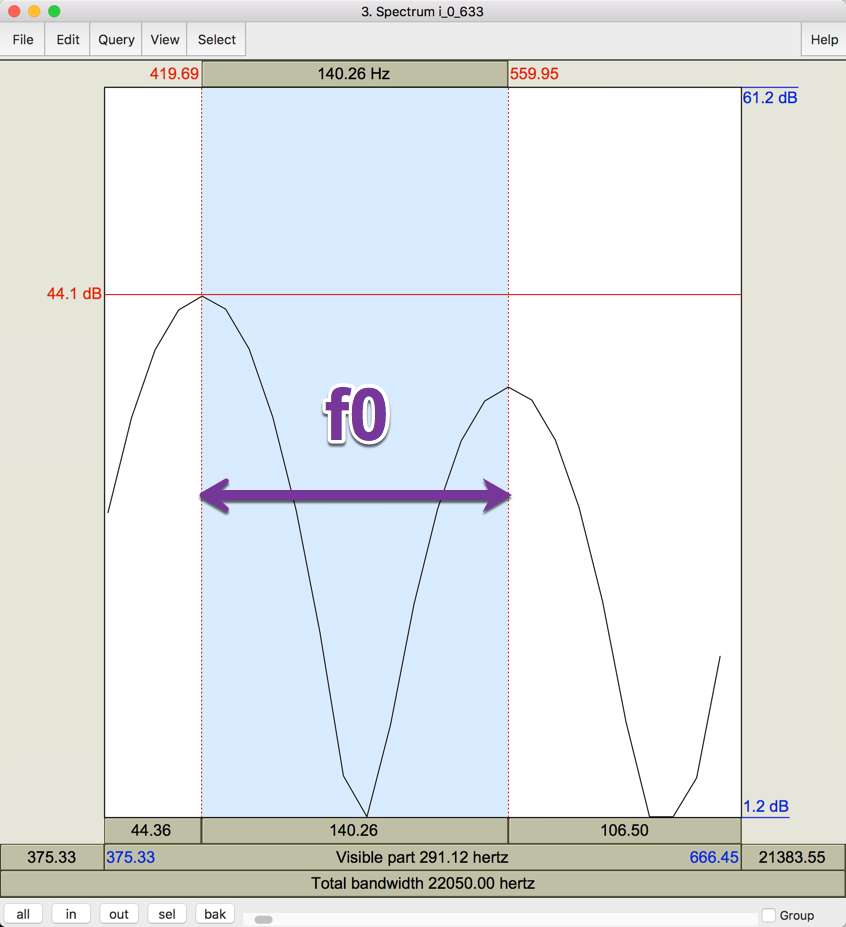 3. Spectrum i_0_633
File Edit Query View Select Help
419.69 140.26 Hz 559.95
61.2 dB
44.1 dB
f0
1.2 dB
44.36 140.26 106.50
375.33 375.33 Visible part 291.12 hertz 666.45 21383.55
Total bandwidth 22050.00 hertz
all in out sel bak Group